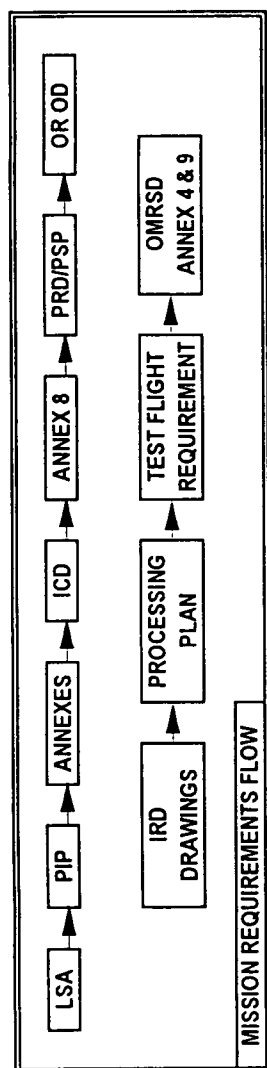 LSA
PIP
ANNEXES
ICD
ANNEX 8
PRD/PSP
OR OD
IRD
DRAWINGS
PROCESSING
PLAN
TEST FLIGHT
REQUIREMENT
OMRSD
ANNEX 4 & 9
MISSION REQUIREMENTS FLOW